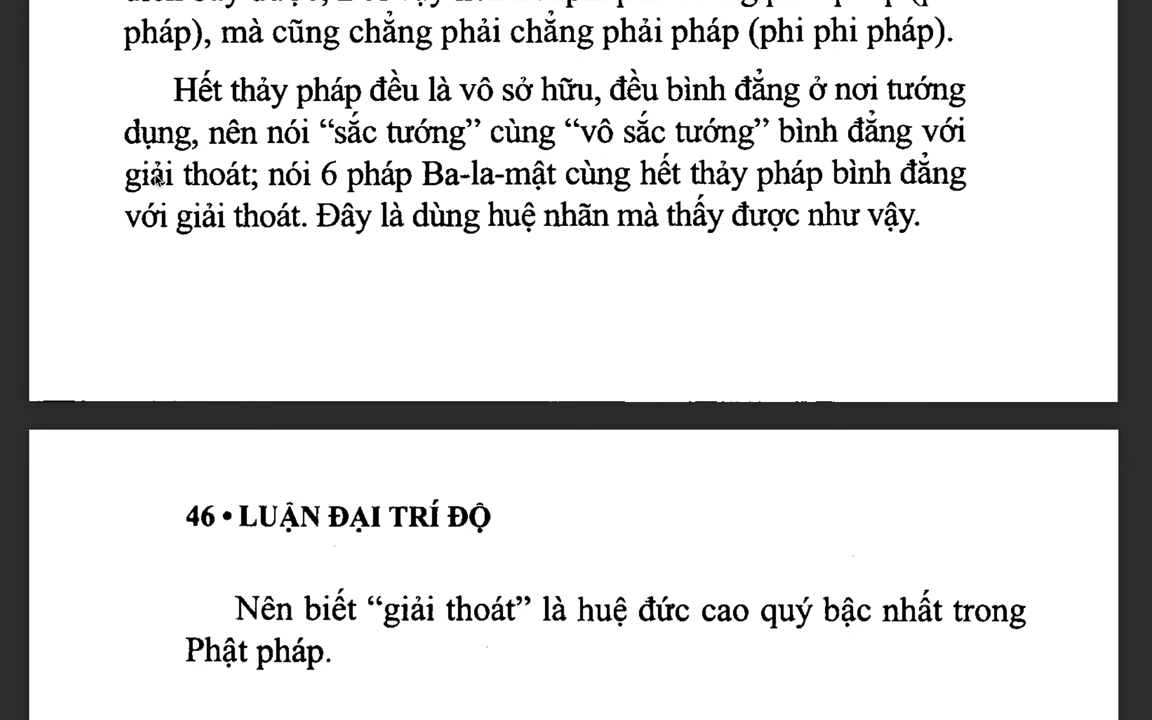 pháp), mà cũng chẳng phải chẳng phải pháp (phi phi pháp).
Hết thảy pháp đều là vô sở hữu, đều bình đẳng ở nơi tướng
dụng, nên nói “sắc tướng” cùng “vô sắc tướng” bình đẳng với
giải thoát; nói 6 pháp Ba-la-mật cùng hết thảy pháp bình đẳng
với giải thoát. Đây là dùng huệ nhãn mà thấy được như vậy.
46 • LUẬN ĐẠI TRÍ ĐỘ
Nên biết “giải thoát” là huệ đức cao quý bậc nhất trong
Phật pháp.